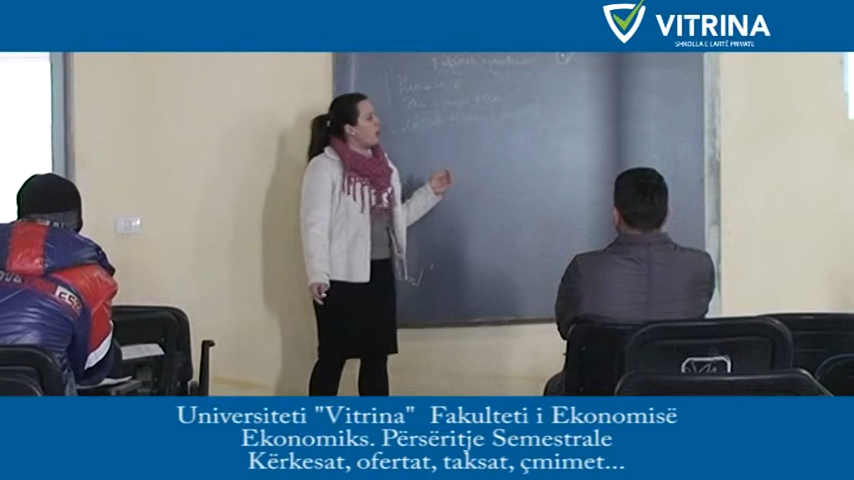 VITRINA
SHKOLLA E LARTË PRIVATE
Universiteti "Vitrina" Fakulteti i Ekonomisë
Ekonomiks. Përsëritje Semestrale
Kërkesat, ofertat, taksat, çmimet...